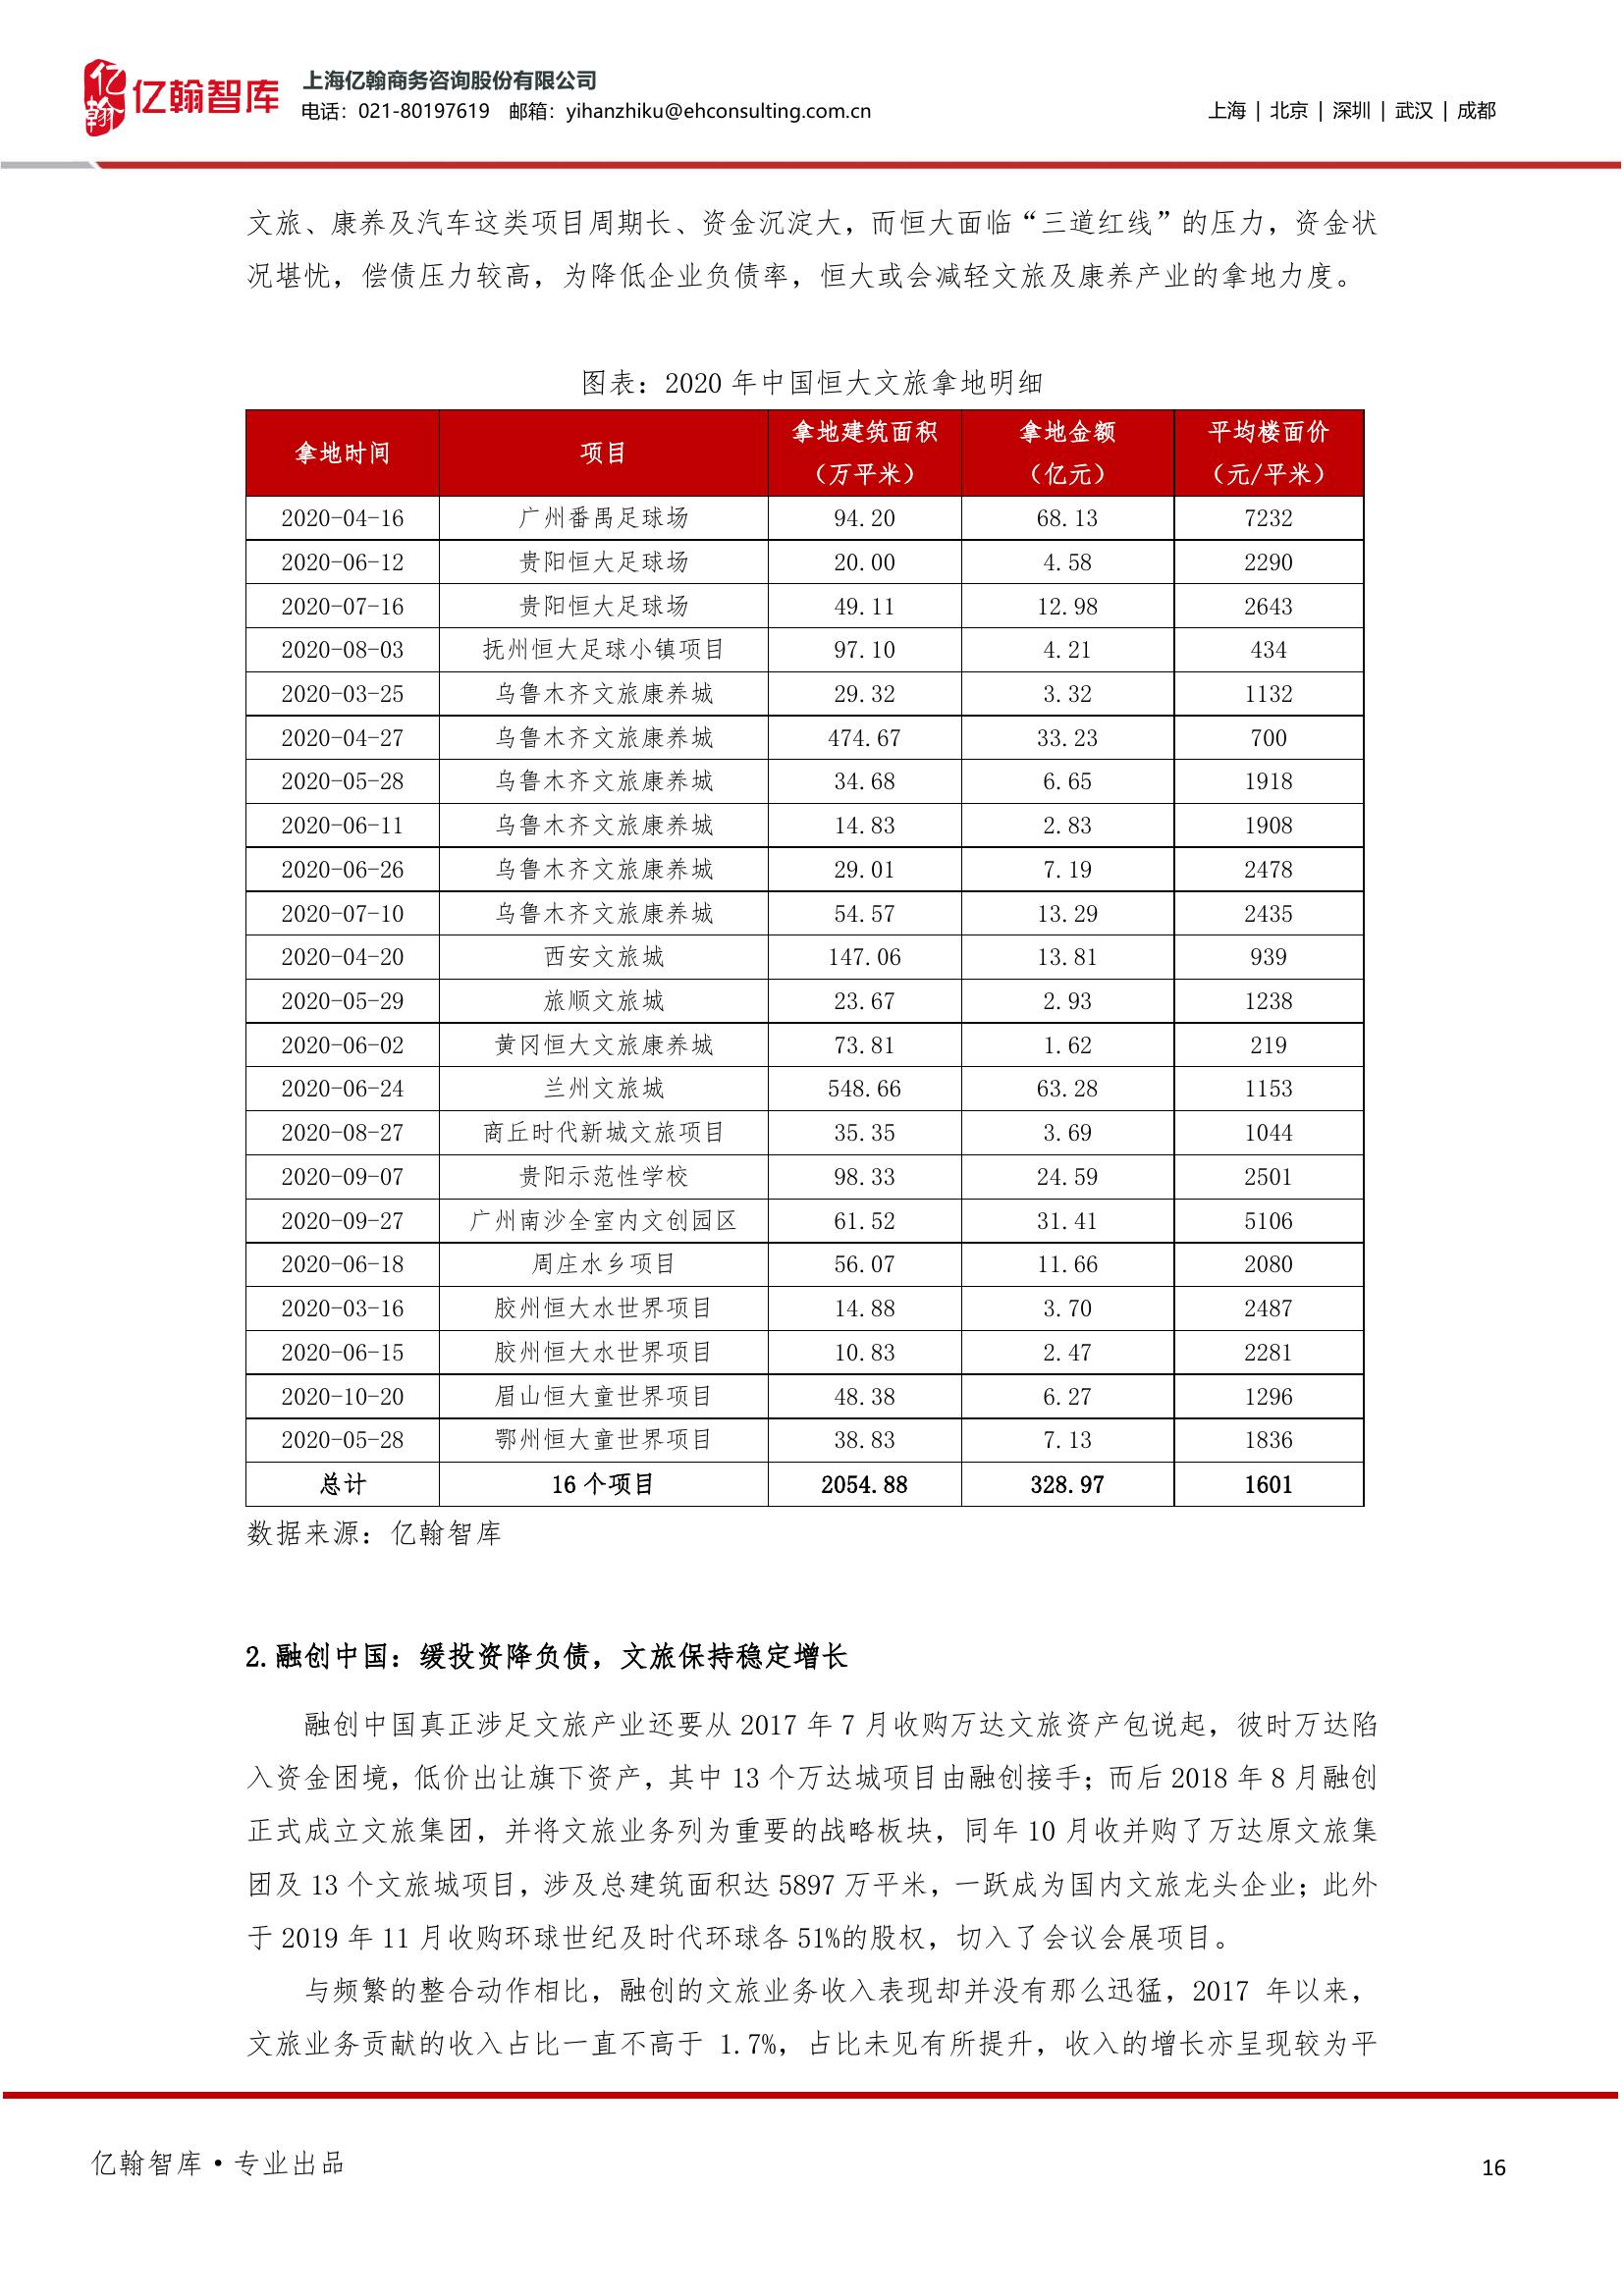 亿翰
亿翰智库
上海亿翰商务咨询股份有限公司
电话：021-80197619 邮箱：yihanzhiku@ehconsulting.com.cn
上海 | 北京 | 深圳 | 武汉 | 成都
文旅、康养及汽车这类项目周期长、资金沉淀大，而恒大面临“三道红线”的压力，资金状
况堪忧，偿债压力较高，为降低企业负债率，恒大或会减轻文旅及康养产业的拿地力度。
图表：2020 年中国恒大文旅拿地明细
拿地时间 项目 拿地建筑面积（万平米） 拿地金额（亿元） 平均楼面价（元/平米）
2020-04-16 广州番禺足球场 94.20 68.13 7232
2020-06-12 贵阳恒大足球场 20.00 4.58 2290
2020-07-16 贵阳恒大足球场 49.11 12.98 2643
2020-08-03 抚州恒大足球小镇项目 97.10 4.21 434
2020-03-25 乌鲁木齐文旅康养城 29.32 3.32 1132
2020-04-27 乌鲁木齐文旅康养城 474.67 33.23 700
2020-05-28 乌鲁木齐文旅康养城 34.68 6.65 1918
2020-06-11 乌鲁木齐文旅康养城 14.83 2.83 1908
2020-06-26 乌鲁木齐文旅康养城 29.01 7.19 2478
2020-07-10 乌鲁木齐文旅康养城 54.57 13.29 2435
2020-04-20 西安文旅城 147.06 13.81 939
2020-05-29 旅顺文旅城 23.67 2.93 1238
2020-06-02 黄冈恒大文旅康养城 73.81 1.62 219
2020-06-24 兰州文旅城 548.66 63.28 1153
2020-08-27 商丘时代新城文旅项目 35.35 3.69 1044
2020-09-07 贵阳示范性学校 98.33 24.59 2501
2020-09-27 广州南沙全室内文创园区 61.52 31.41 5106
2020-06-18 周庄水乡项目 56.07 11.66 2080
2020-03-16 胶州恒大水世界项目 14.88 3.70 2487
2020-06-15 胶州恒大水世界项目 10.83 2.47 2281
2020-10-20 眉山恒大童世界项目 48.38 6.27 1296
2020-05-28 鄂州恒大童世界项目 38.83 7.13 1836
总计 16 个项目 2054.88 328.97 1601
数据来源：亿翰智库
2.融创中国：缓投资降负债，文旅保持稳定增长
融创中国真正涉足文旅产业还要从 2017 年 7 月收购万达文旅资产包说起，彼时万达陷
入资金困境，低价出让旗下资产，其中 13 个万达城项目由融创接手；而后 2018 年 8 月融创
正式成立文旅集团，并将文旅业务列为重要的战略板块，同年 10 月收并购了万达原文旅集
团及 13 个文旅城项目，涉及总建筑面积达 5897 万平米，一跃成为国内文旅龙头企业；此外
于 2019 年 11 月收购环球世纪及时代环球各 51%的股权，切入了会议会展项目。
与频繁的整合动作相比，融创的文旅业务收入表现却并没有那么迅猛，2017 年以来，
文旅业务贡献的收入占比一直不高于 1.7%，占比未见有所提升，收入的增长亦呈现较为平
亿翰智库·专业出品
16